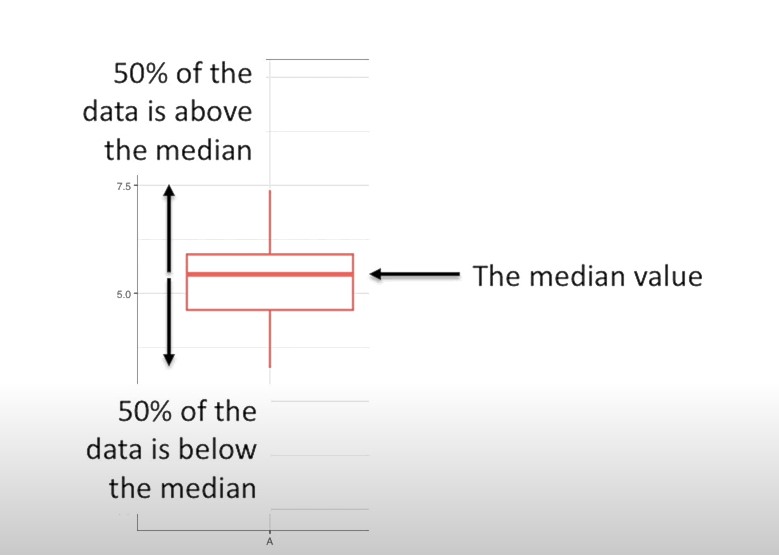 50% of the
data is above
the median
7.5
The median value
5.0
50% of the
data is below
the median
A